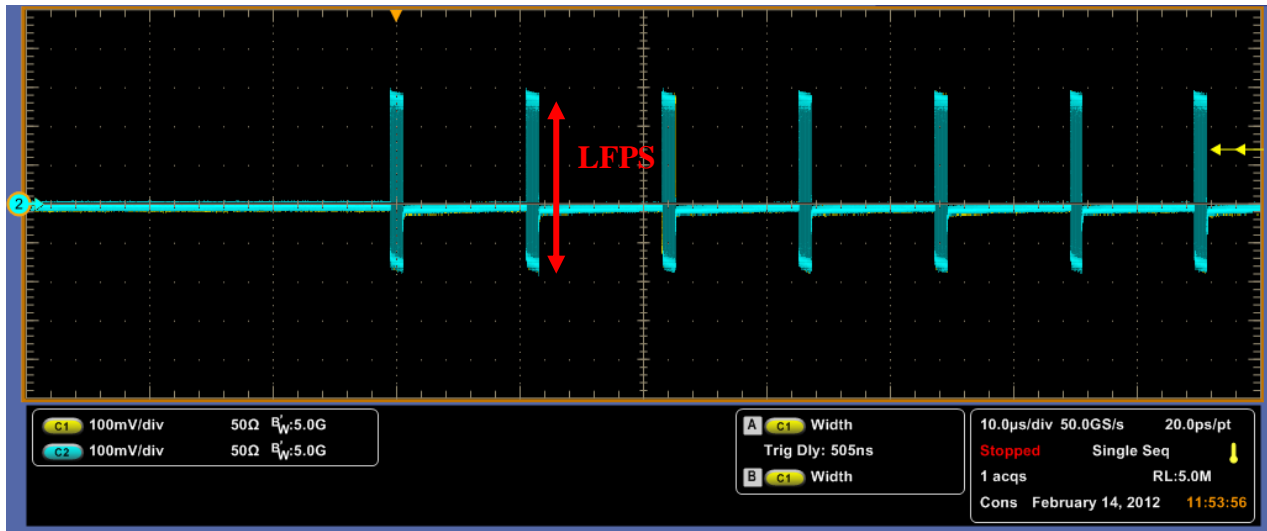 LFPS
2
C1 100mV/div 50Ω BW:5.0G
C2 100mV/div 50Ω BW:5.0G
A C1 Width
Trig Dly: 505ns
B C1 Width
10.0µs/div 50.0GS/s 20.0ps/pt
Stopped Single Seq
1 acqs RL:5.0M
Cons February 14, 2012 11:53:56